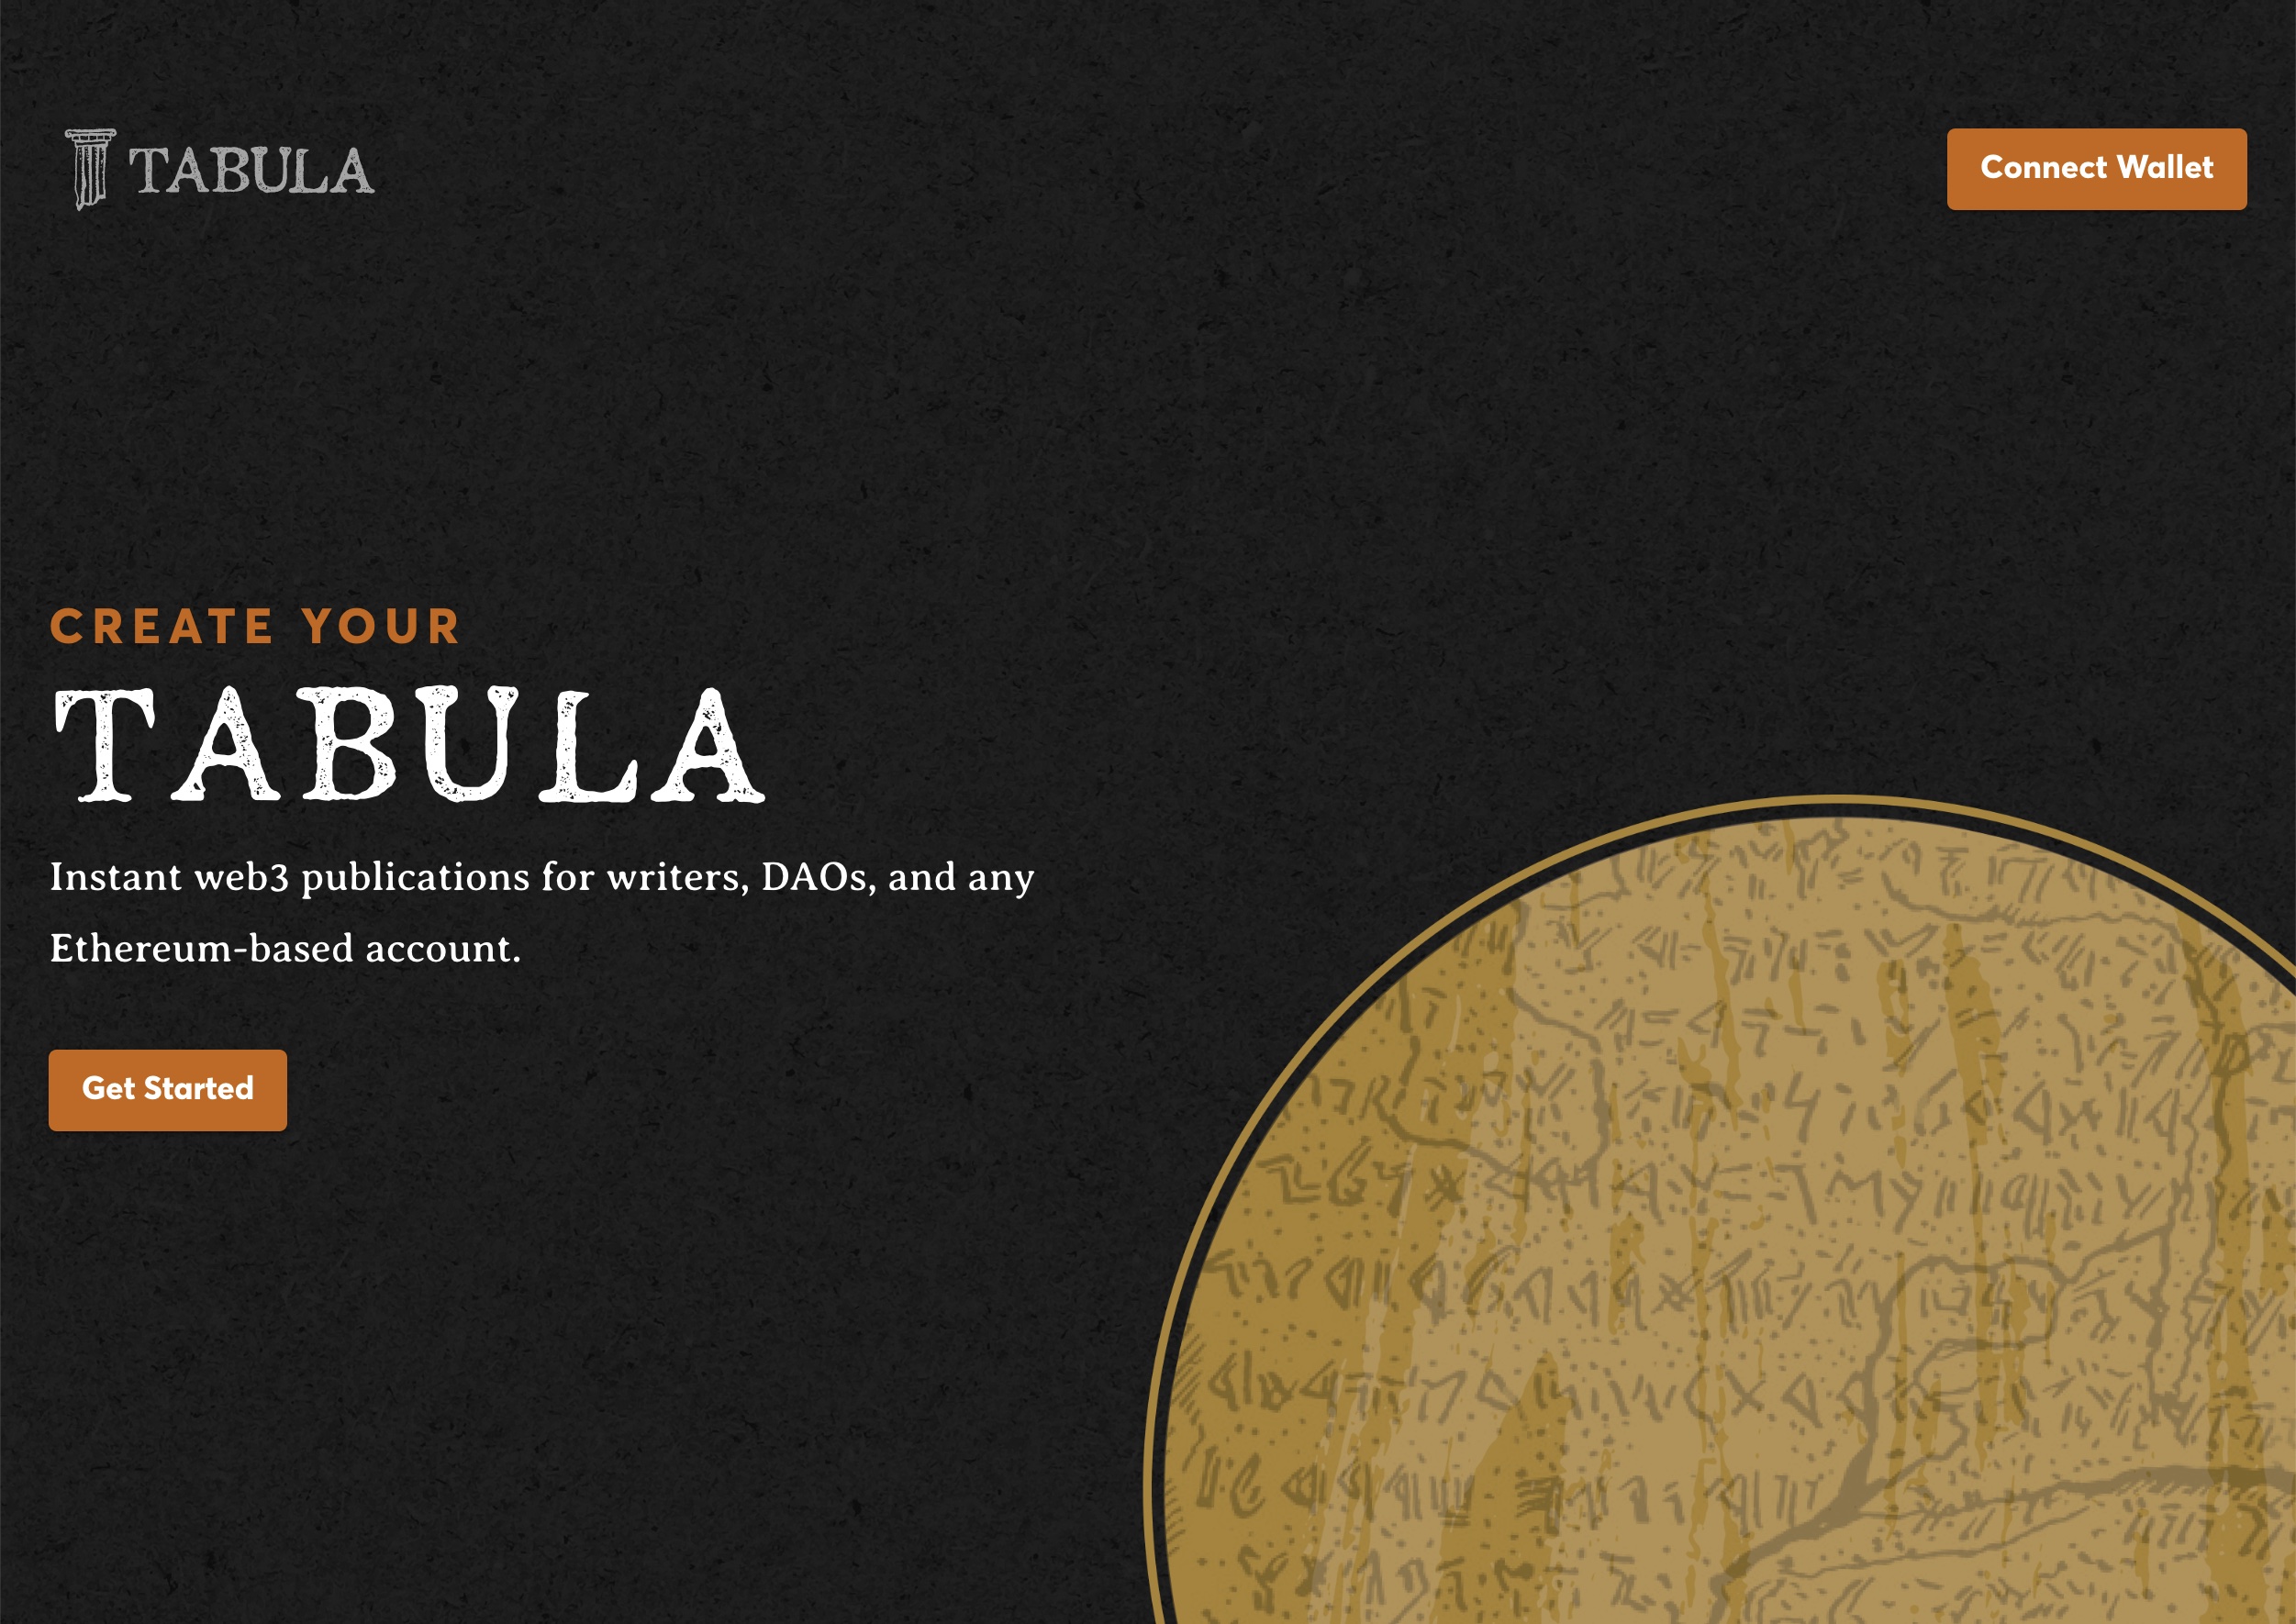 TABULA
Connect Wallet
CREATE YOUR
TABULA
Instant web3 publications for writers, DAOs, and any
Ethereum-based account.
Get Started